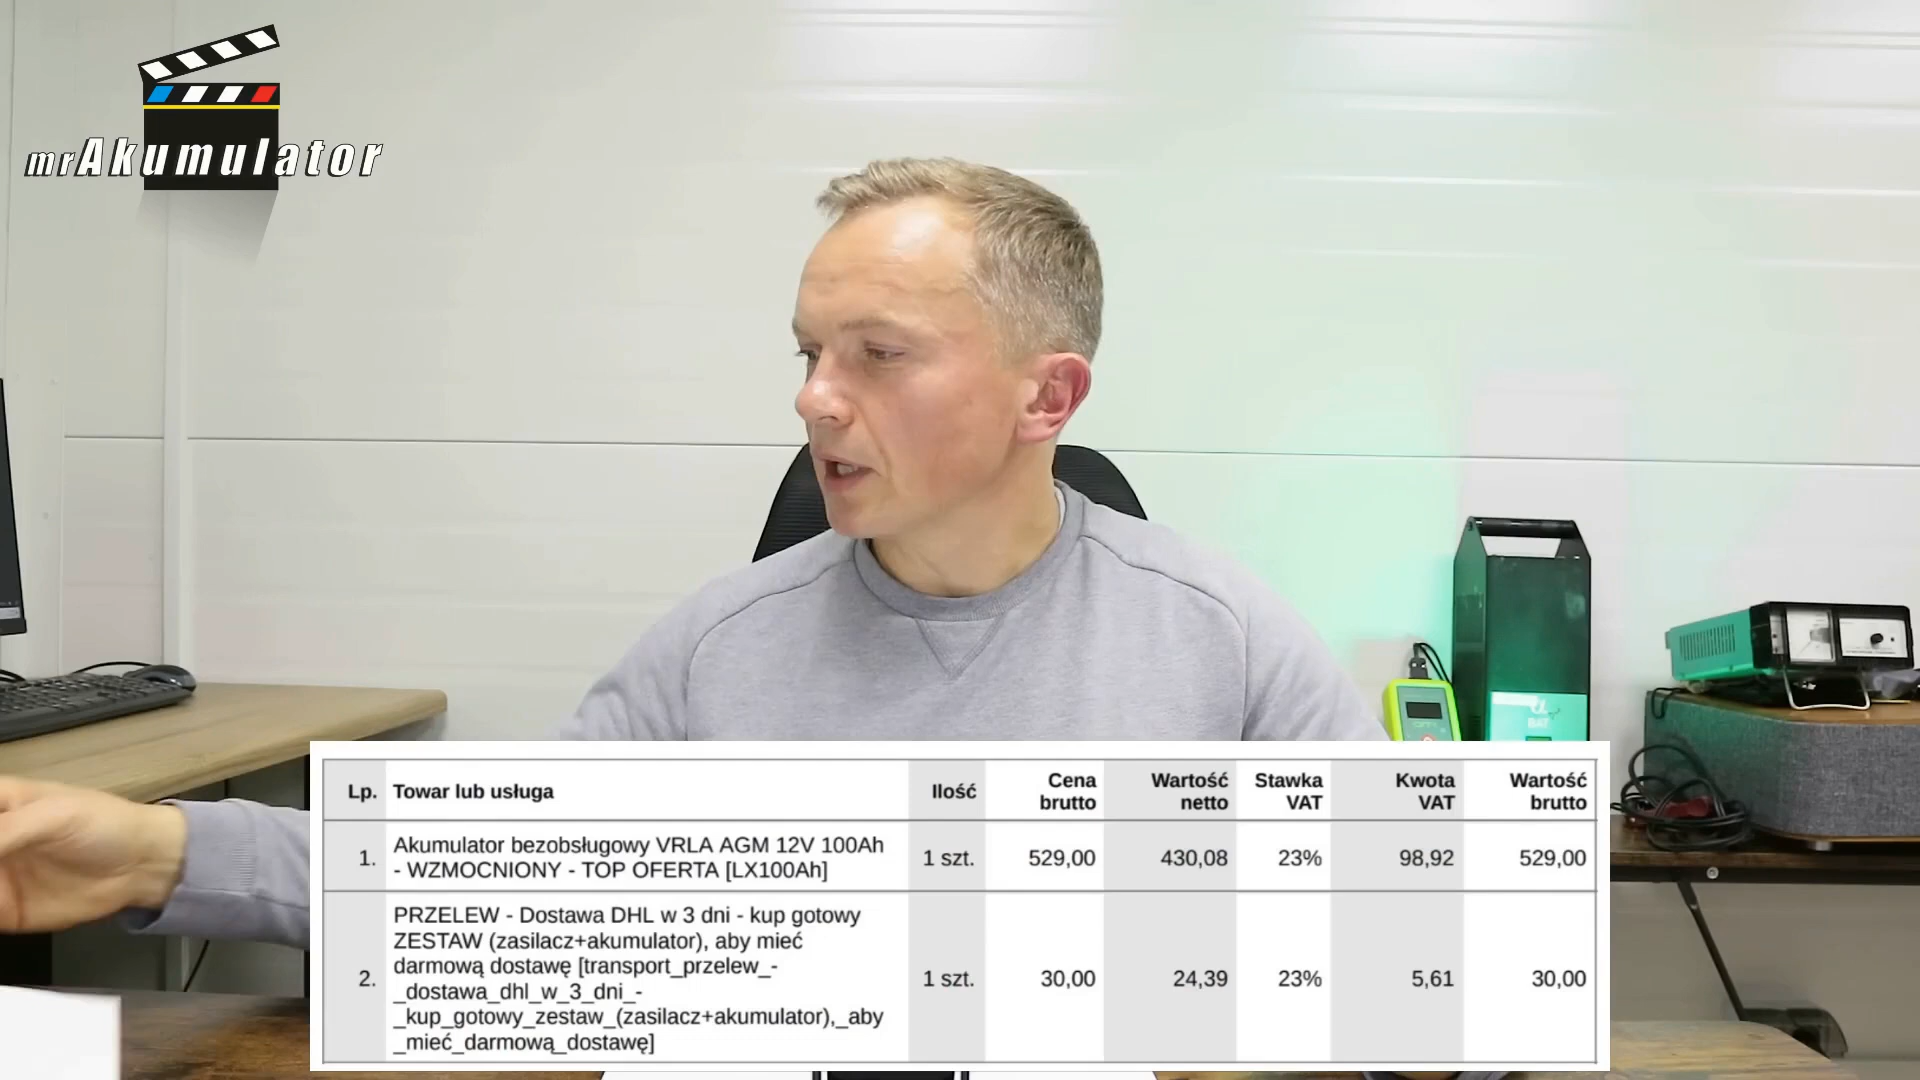 mrAkumulator
Lp. Towar lub usługa Ilość Cena brutto Wartość netto Stawka VAT Kwota VAT Wartość brutto
1. Akumulator bezobsługowy VRLA AGM 12V 100Ah
- WZMOCNIONY - TOP OFERTA [LX100Ah] 1 szt. 529,00 430,08 23% 98,92 529,00
2. PRZELEW - Dostawa DHL w 3 dni - kup gotowy
ZESTAW (zasilacz+akumulator), aby mieć
darmową dostawę [transport_przelew_-
_dostawa_dhl_w_3_dni_-
_kup_gotowy_zestaw_(zasilacz+akumulator),_aby
_mieć_darmową_dostawę] 1 szt. 30,00 24,39 23% 5,61 30,00
BAT